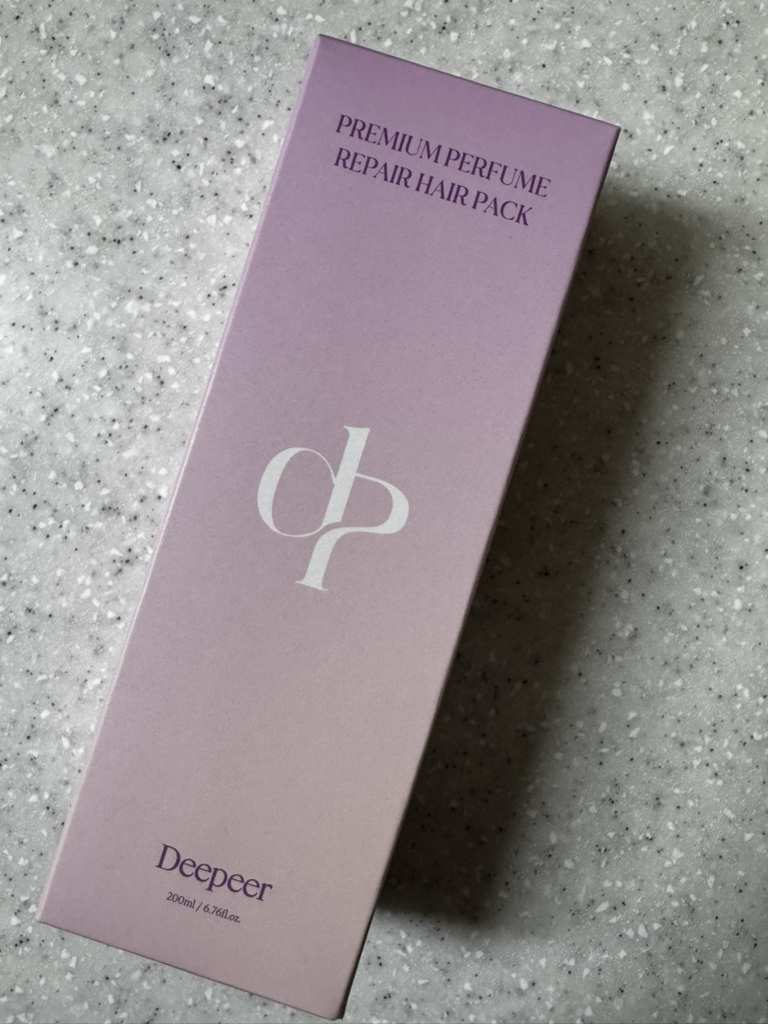 PREMIUM PERFUME
REPAIR HAIR PACK
dp
Deepeer
200ml / 6.76fl.oz.